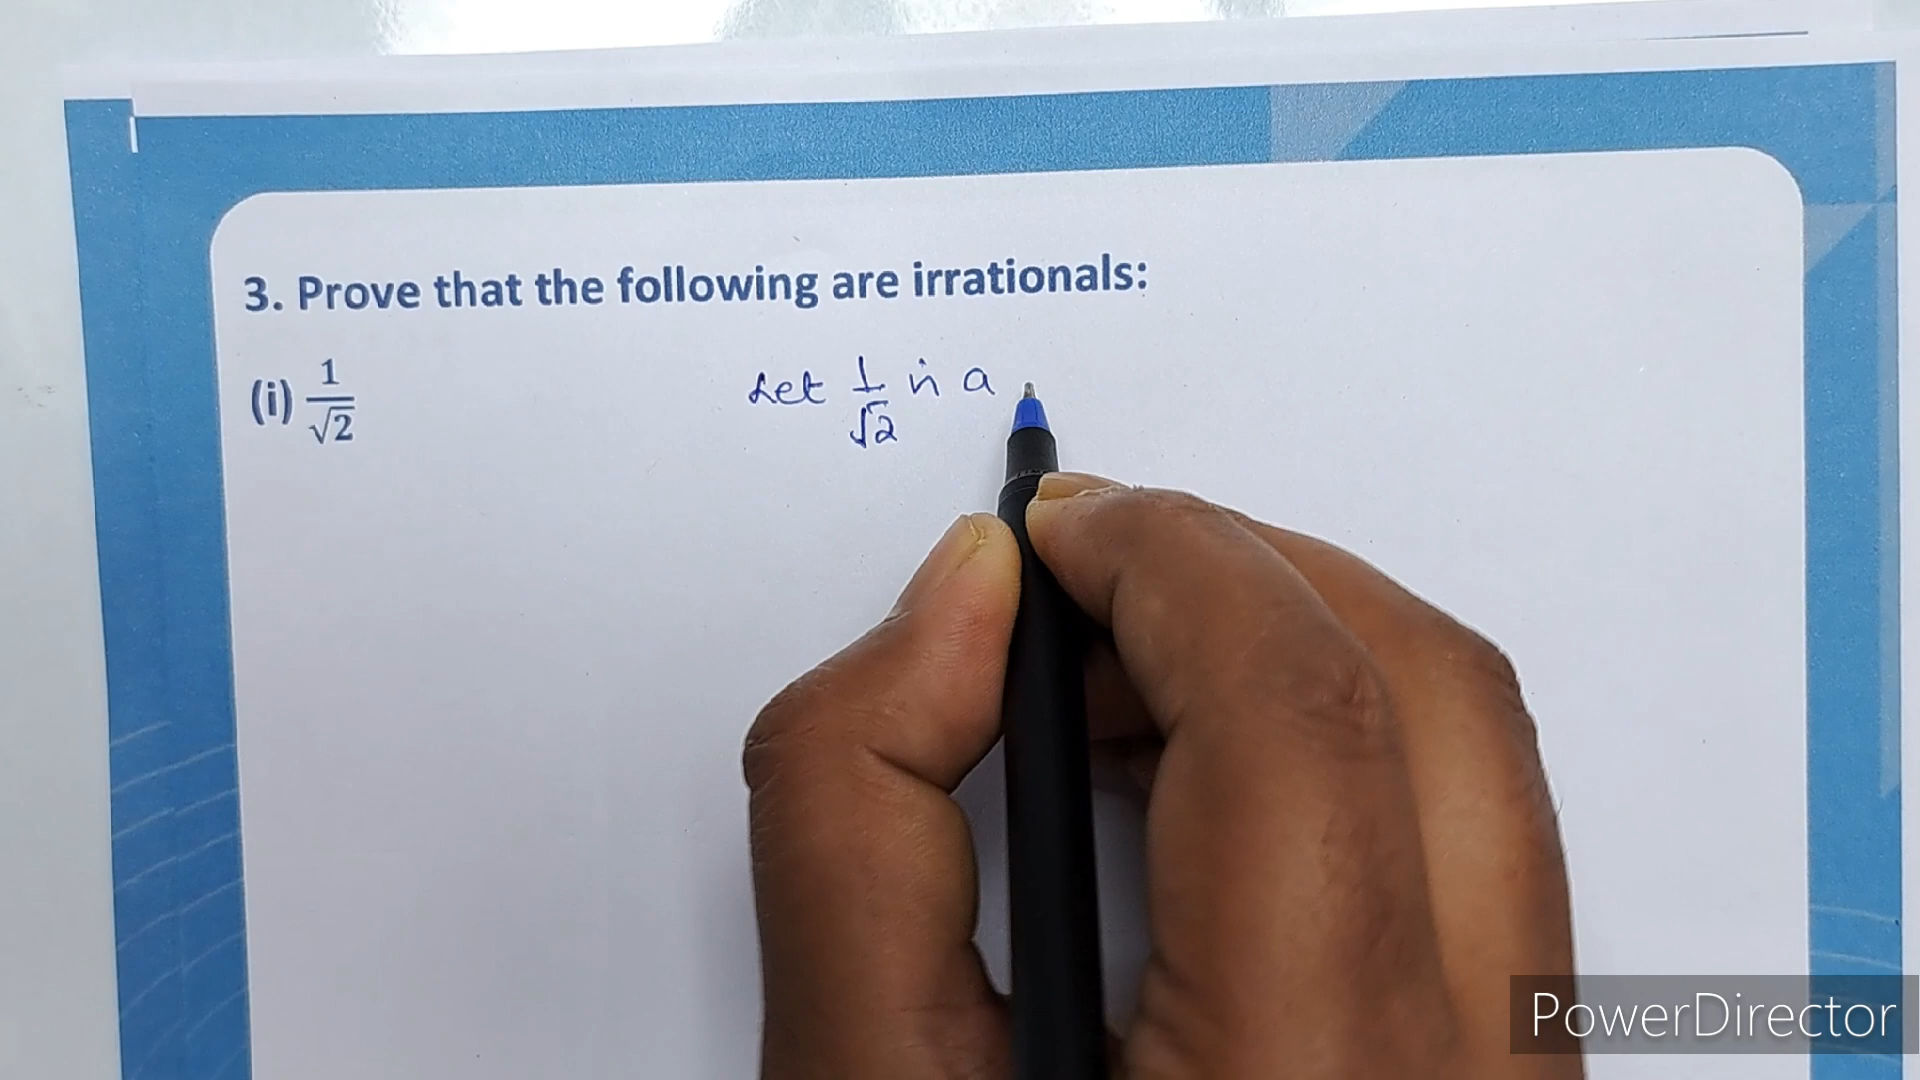 3. Prove that the following are irrationals:
(i) 1/√2
Let 1/√2 is a
PowerDirector